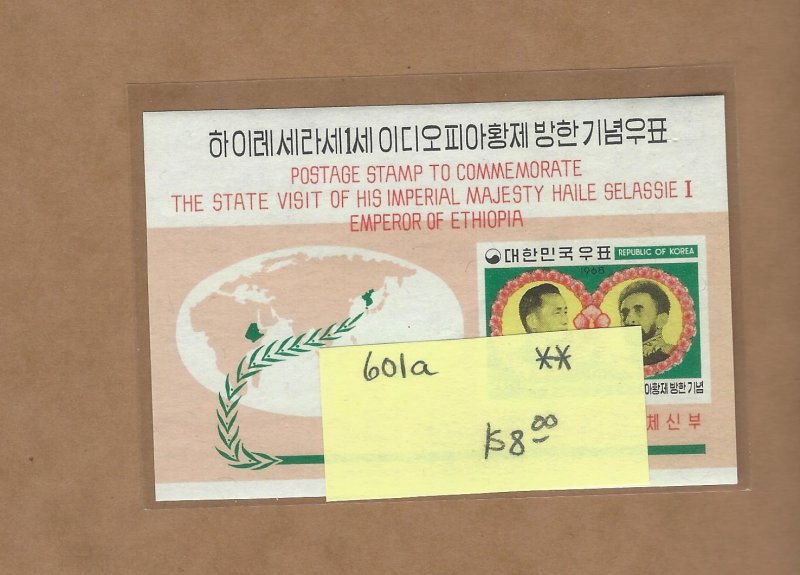 하이레세라세1세 이디오피아황제 방한기념우표
POSTAGE STAMP TO COMMEMORATE
THE STATE VISIT OF HIS IMPERIAL MAJESTY HAILE SELASSIE I
EMPEROR OF ETHIOPIA
대한민국우표 REPUBLIC OF KOREA
1968
아황제 방한기념
체신부
601a **
$8.00